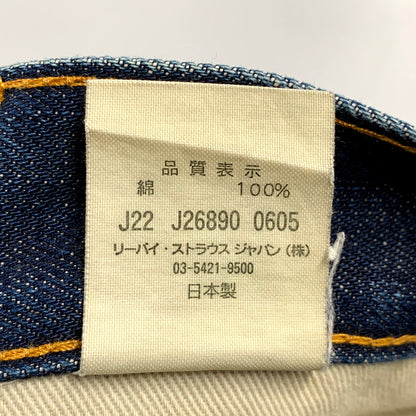 品質表示
綿 100%
J22 J26890 0605
リーバイ・ストラウス ジャパン(株)
03-5421-9500
日本製